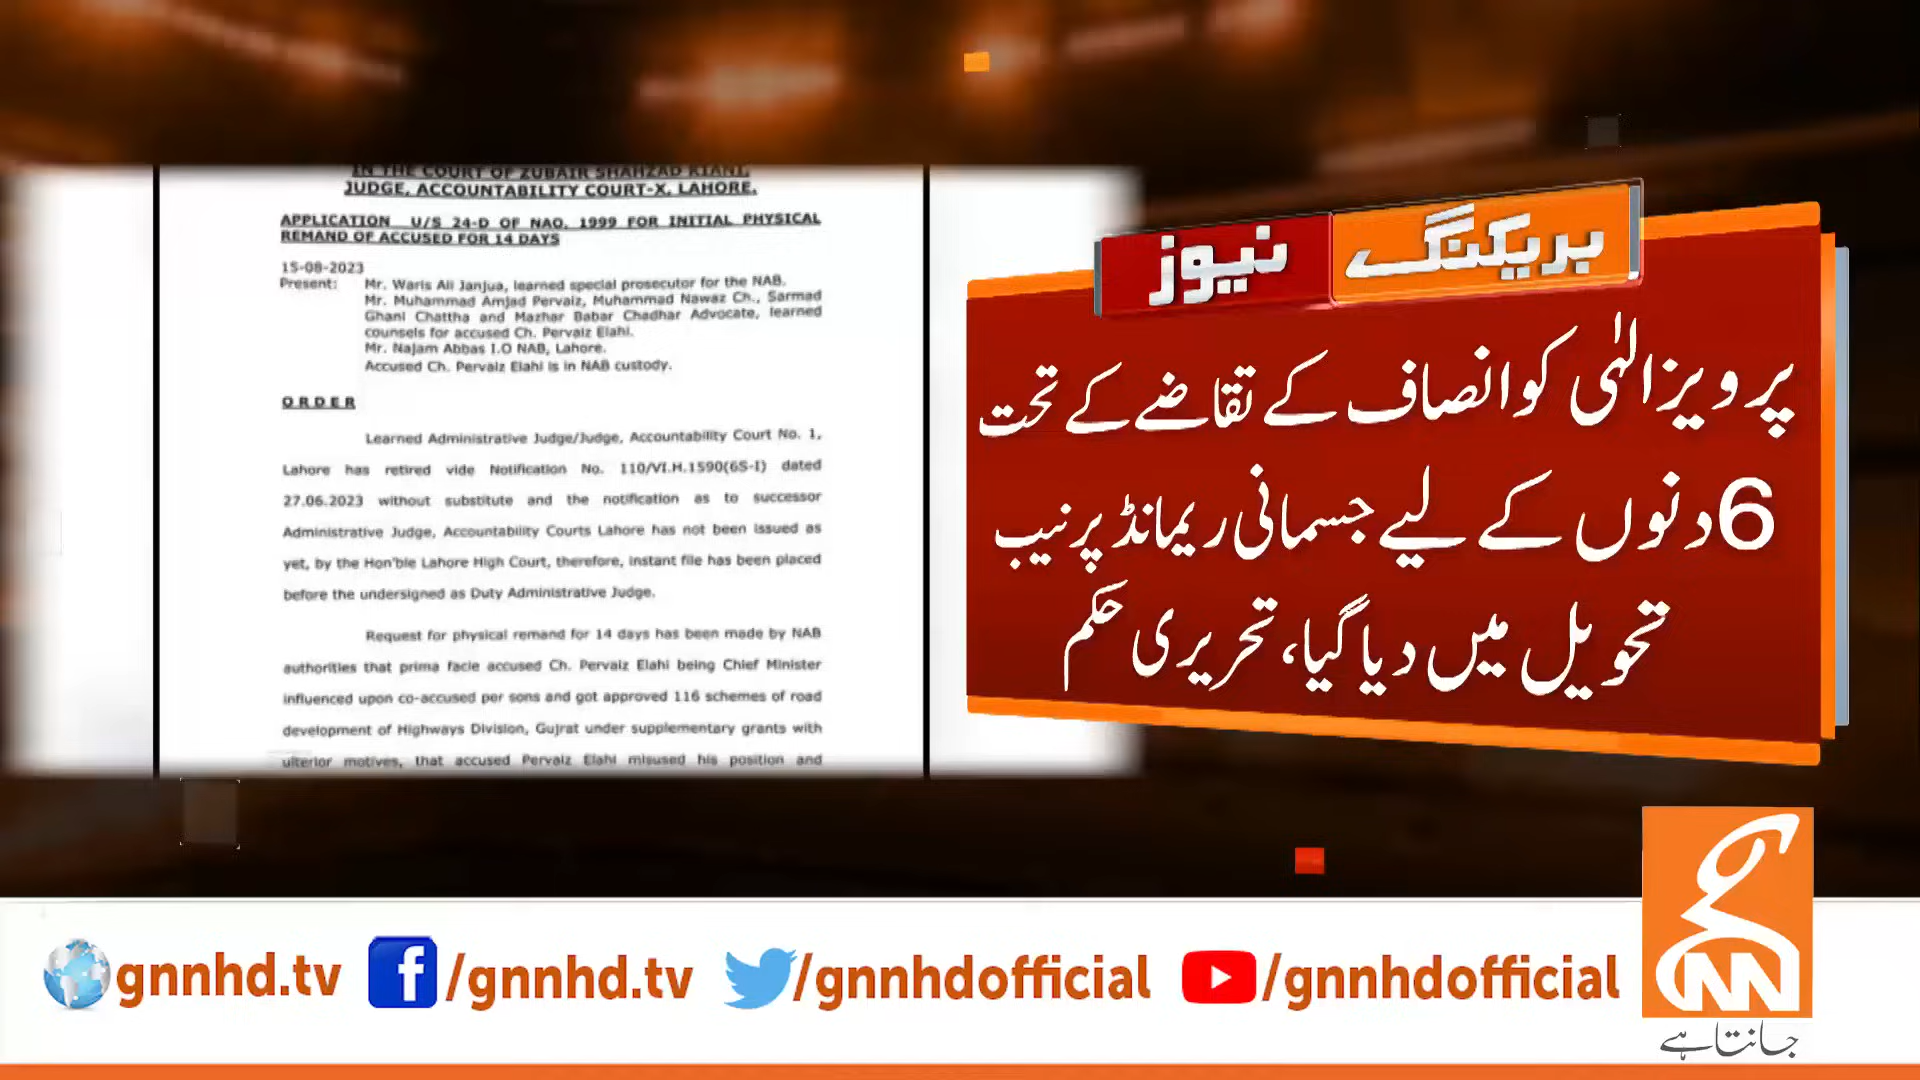 IN THE COURT OF ZUBAIR SHAHZAD KIANI,
JUDGE, ACCOUNTABILITY COURT-X, LAHORE.
APPLICATION U/S 24-D OF NAO, 1999 FOR INITIAL PHYSICAL
REMAND OF ACCUSED FOR 14 DAYS
15-08-2023
Present: Mr. Waris Ali Janjua, learned special prosecutor for the NAB.
Mr. Muhammad Amjad Pervaiz, Muhammad Nawaz Ch., Sarmad
Ghani Chattha and Mazhar Babar Chadhar Advocate, learned
counsels for accused Ch. Pervaiz Elahi.
Mr. Najam Abbas I.O NAB, Lahore.
Accused Ch. Pervaiz Elahi is in NAB custody.
ORDER
Learned Administrative Judge/Judge, Accountability Court No. 1,
Lahore has retired vide Notification No. 110/VI.H.1590(6S-I) dated
27.06.2023 without substitute and the notification as to successor
Administrative Judge, Accountability Courts Lahore has not been issued as
yet, by the Hon'ble Lahore High Court, therefore, instant file has been placed
before the undersigned as Duty Administrative Judge.
Request for physical remand for 14 days has been made by NAB
authorities that prima facie accused Ch. Pervaiz Elahi being Chief Minister
influenced upon co-accused per sons and got approved 116 schemes of road
development of Highways Division, Gujrat under supplementary grants with
ulterior motives, that accused Pervaiz Elahi misused his position and
بریکنگ نیوز
پرویز الٰہی کو انصاف کے تقاضے کے تحت
6 دنوں کے لیے جسمانی ریمانڈ پر نیب
تحویل میں دیا گیا، تحریری حکم
gnnhd.tv /gnnhd.tv /gnnhdofficial /gnnhdofficial
GNN
جانتا ہے